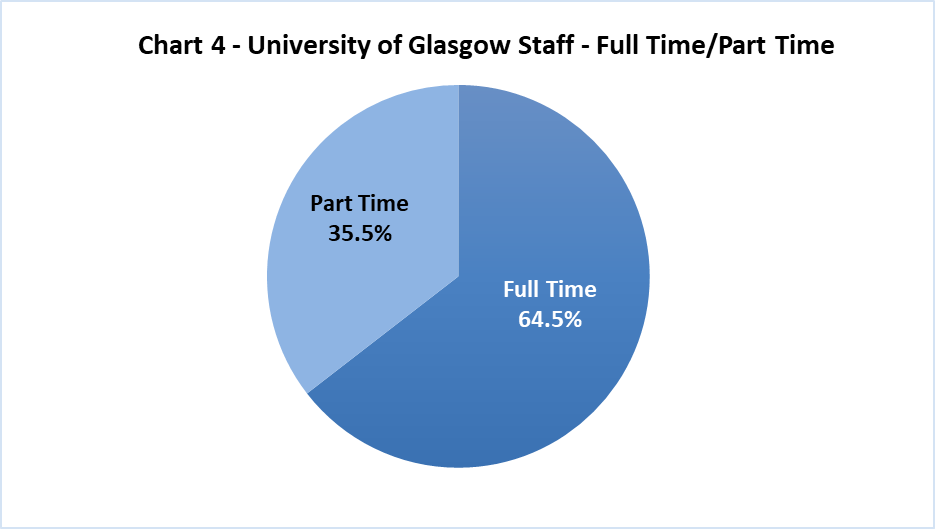 Chart 4 - University of Glasgow Staff - Full Time/Part Time
Part Time
35.5%
Full Time
64.5%